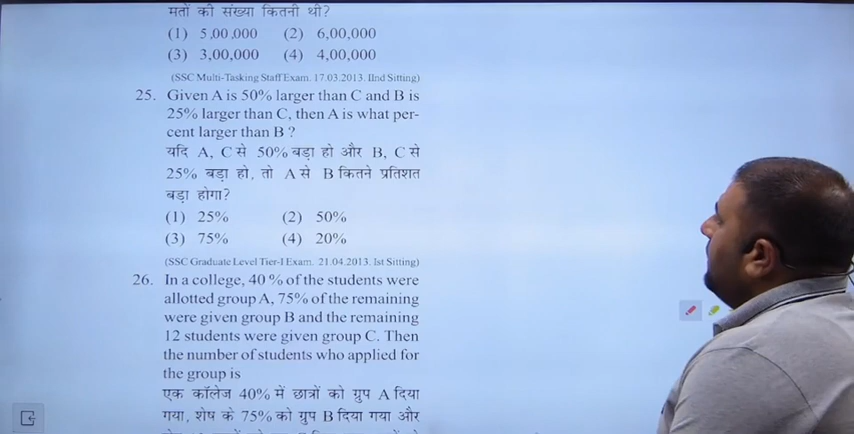 मतों की संख्या कितनी थी?
(1) 5,00,000 (2) 6,00,000
(3) 3,00,000 (4) 4,00,000
(SSC Multi-Tasking Staff Exam. 17.03.2013. IInd Sitting)
25. Given A is 50% larger than C and B is
25% larger than C, then A is what per-
cent larger than B ?
यदि A, C से 50% बड़ा हो और B, C से
25% बड़ा हो, तो A से B कितने प्रतिशत
बड़ा होगा?
(1) 25% (2) 50%
(3) 75% (4) 20%
(SSC Graduate Level Tier-I Exam. 21.04.2013. Ist Sitting)
26. In a college, 40 % of the students were
allotted group A, 75% of the remaining
were given group B and the remaining
12 students were given group C. Then
the number of students who applied for
the group is
एक कॉलेज 40% में छात्रों को ग्रुप A दिया
गया, शेष के 75% को ग्रुप B दिया गया और